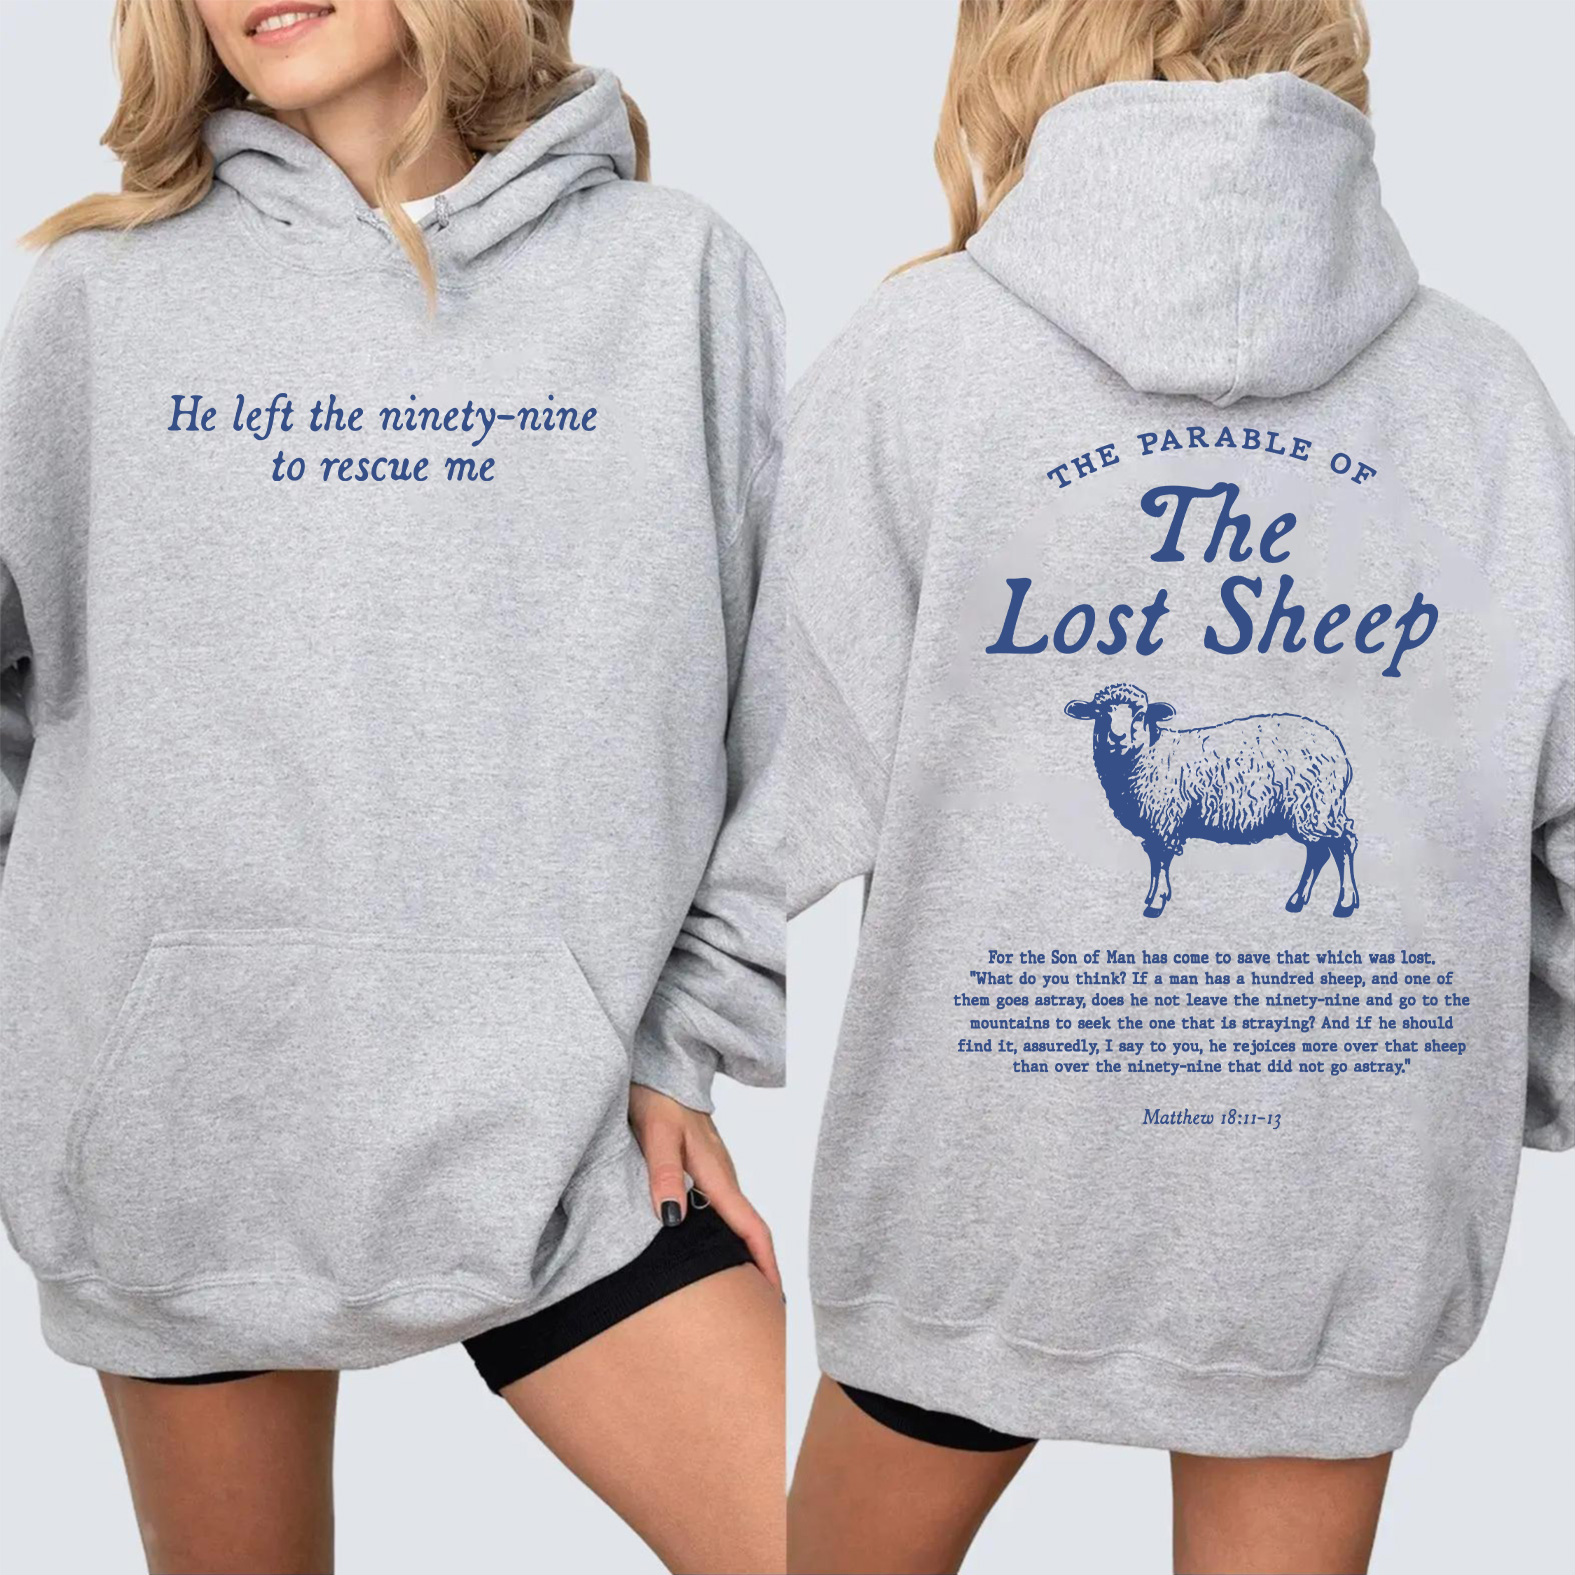 He left the ninety-nine
to rescue me
THE PARABLE OF
The
Lost Sheep
For the Son of Man has come to save that which was lost.
"What do you think? If a man has a hundred sheep, and one of
them goes astray, does he not leave the ninety-nine and go to the
mountains to seek the one that is straying? And if he should
find it, assuredly, I say to you, he rejoices more over that sheep
than over the ninety-nine that did not go astray."
Matthew 18:11-13